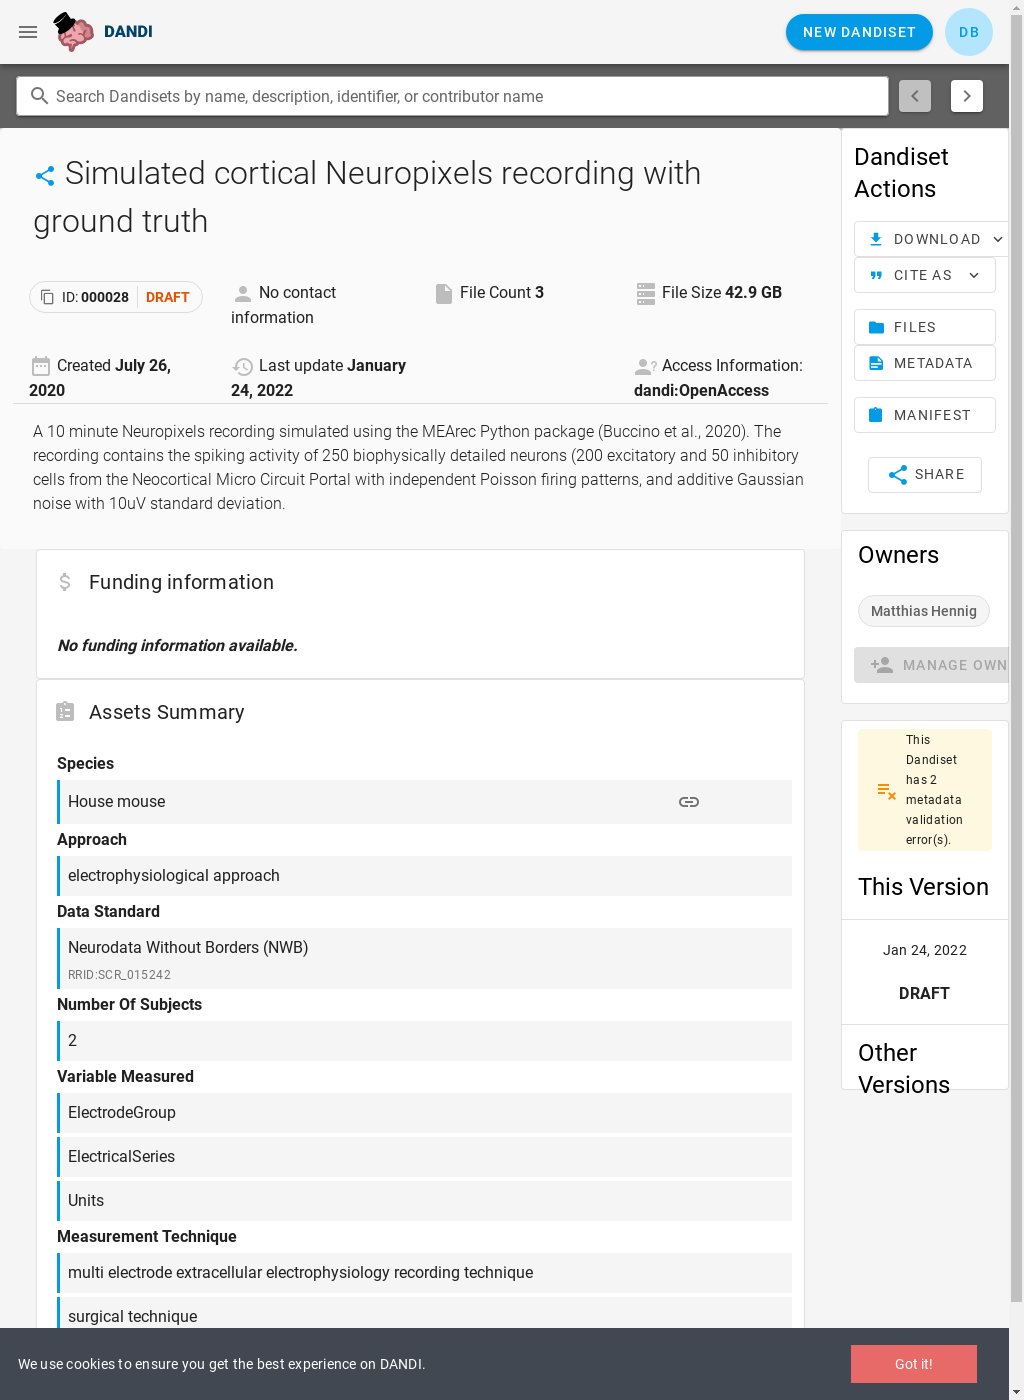 DANDI
NEW DANDISET
DB
Search Dandisets by name, description, identifier, or contributor name
Simulated cortical Neuropixels recording with
ground truth
ID: 000028 DRAFT
No contact
information
File Count 3
File Size 42.9 GB
Created July 26,
2020
Last update January
24, 2022
Access Information:
dandi:OpenAccess
A 10 minute Neuropixels recording simulated using the MEArec Python package (Buccino et al., 2020). The
recording contains the spiking activity of 250 biophysically detailed neurons (200 excitatory and 50 inhibitory
cells from the Neocortical Micro Circuit Portal with independent Poisson firing patterns, and additive Gaussian
noise with 10uV standard deviation.
Funding information
No funding information available.
Assets Summary
Species
House mouse
Approach
electrophysiological approach
Data Standard
Neurodata Without Borders (NWB)
RRID:SCR_015242
Number Of Subjects
2
Variable Measured
ElectrodeGroup
ElectricalSeries
Units
Measurement Technique
multi electrode extracellular electrophysiology recording technique
surgical technique
Dandiset
Actions
DOWNLOAD
CITE AS
FILES
METADATA
MANIFEST
SHARE
Owners
Matthias Hennig
MANAGE OWN
This
Dandiset
has 2
metadata
validation
error(s).
This Version
Jan 24, 2022
DRAFT
Other
Versions
We use cookies to ensure you get the best experience on DANDI.
Got it!